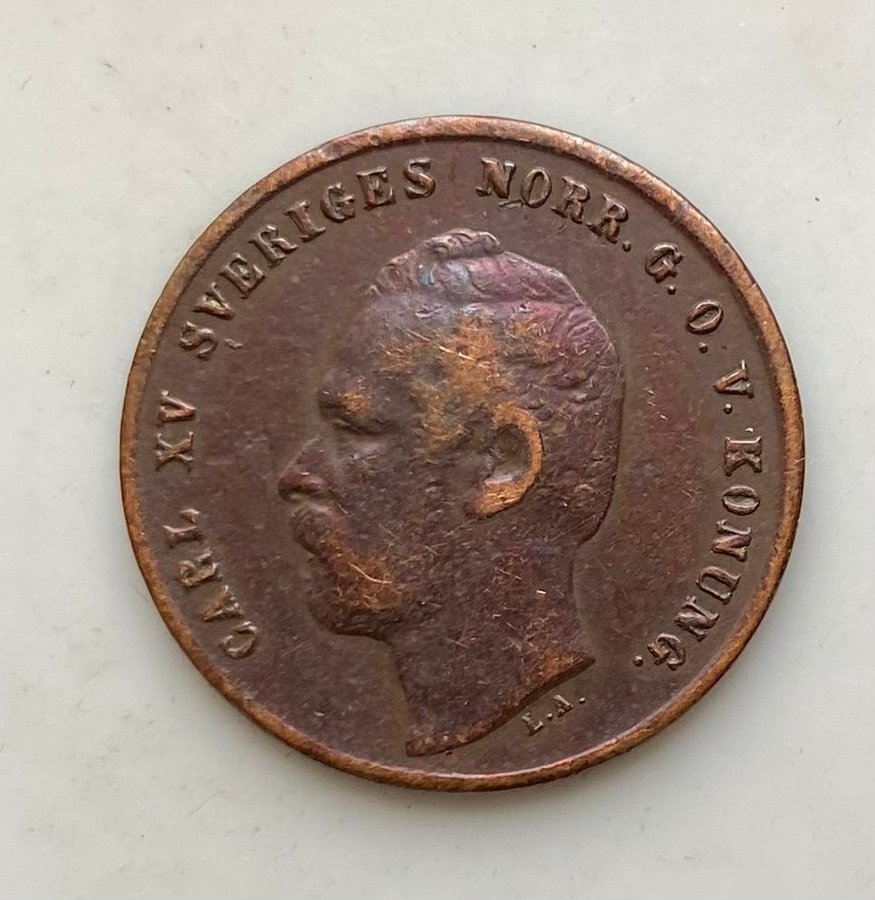 CARL XV SVERIGES NORR. G. O. V. KONUNG.
L.A.